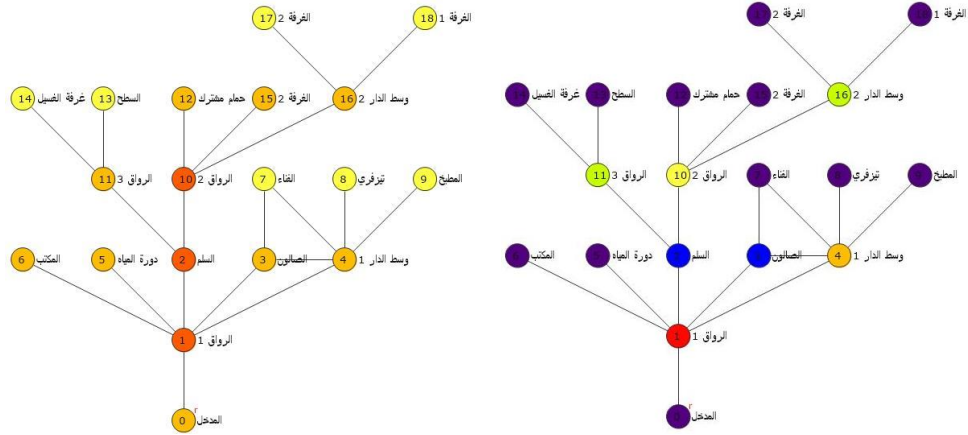 17 الغرفة 2
18 الغرفة 1
14 غرفة الغسيل
13 السطح
12 حمام مشترك
15 الغرفة 2
16 وسط الدار 2
11 الرواق 3
10 الرواق 2
7 الفناء
8 تيزفري
9 المطبخ
6 المكتب
5 دورة المياه
2 السلم
3 الصالون
4 وسط الدار 1
1 الرواق 1
r
0 المدخل
الغرفة 2
الغرفة 1
غرفة الغسيل
السطح
حمام مشترك
الغرفة 2
16 وسط الدار 2
11 الرواق 3
10 الرواق 2
الفناء
تيزفري
المطبخ
المكتب
دورة المياه
السلم
الصالون
4 وسط الدار 1
1 الرواق 1
r
المدخل